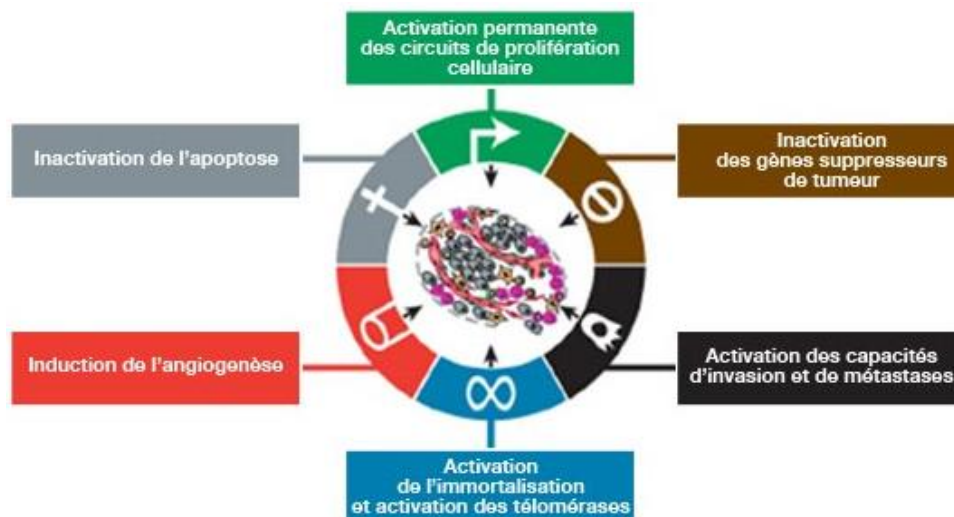 Activation permanente
des circuits de prolifération
cellulaire
Inactivation de l'apoptose
Inactivation
des gènes suppresseurs
de tumeur
Induction de l'angiogenèse
Activation des capacités
d'invasion et de métastases
Activation
de l'immortalisation
et activation des télomérases